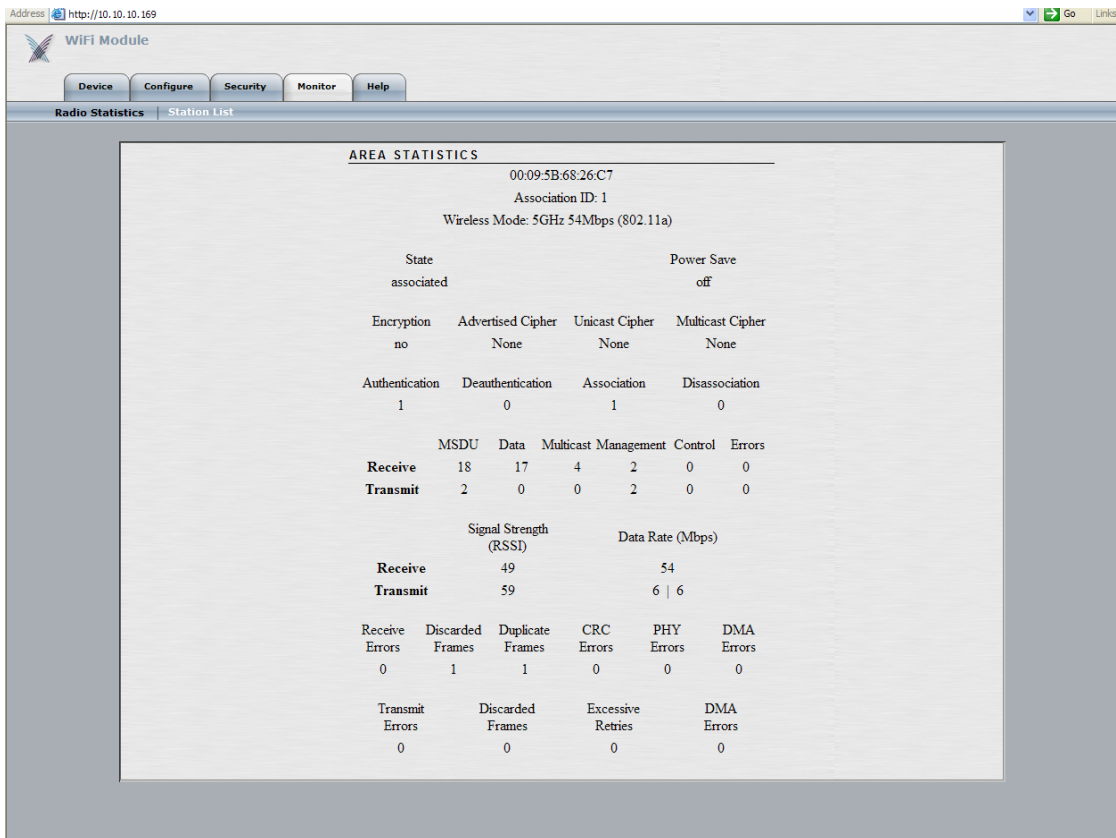 Address http://10.10.10.169 Go Links
WiFi Module
Device Configure Security Monitor Help
Radio Statistics | Station List
AREA STATISTICS
00:09:5B:68:26:C7
Association ID: 1
Wireless Mode: 5GHz 54Mbps (802.11a)
State Power Save
associated off
Encryption Advertised Cipher Unicast Cipher Multicast Cipher
no None None None
Authentication Deauthentication Association Disassociation
1 0 1 0
MSDU Data Multicast Management Control Errors
Receive 18 17 4 2 0 0
Transmit 2 0 0 2 0 0
Signal Strength
(RSSI) Data Rate (Mbps)
Receive 49 54
Transmit 59 6 | 6
Receive Discarded Duplicate CRC PHY DMA
Errors Frames Frames Errors Errors Errors
0 1 1 0 0 0
Transmit Discarded Excessive DMA
Errors Frames Retries Errors
0 0 0 0